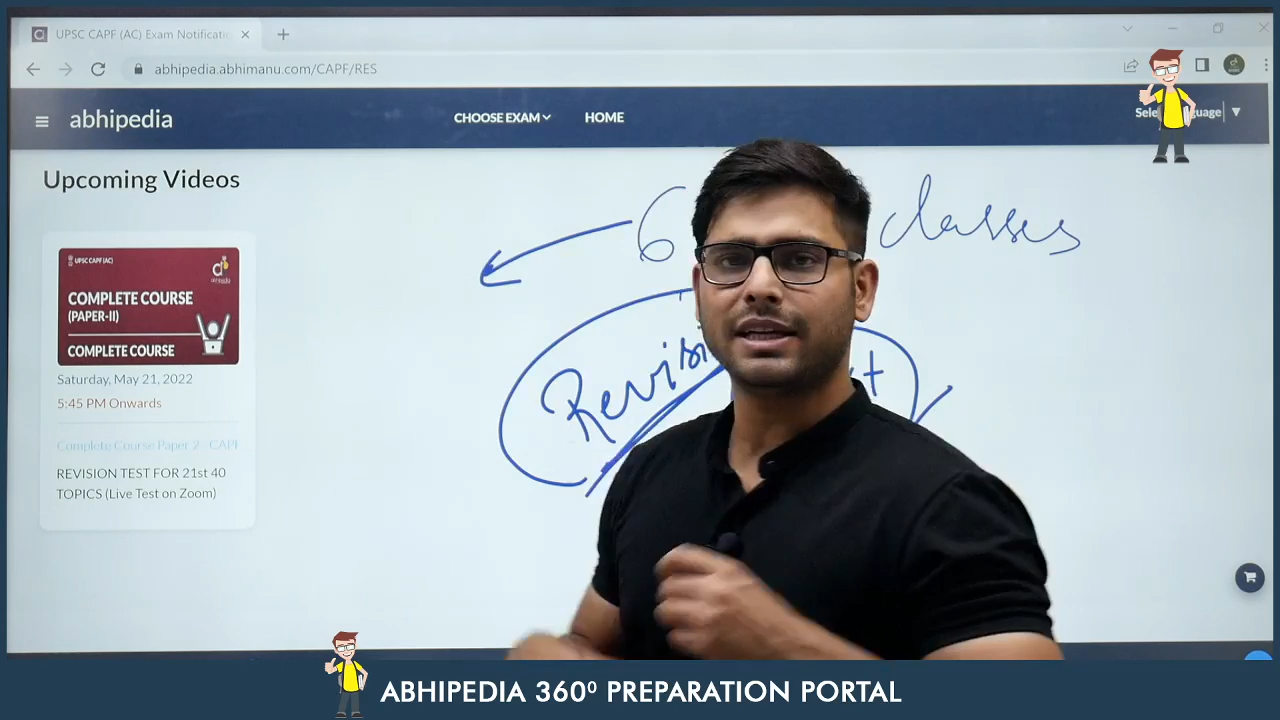 UPSC CAPF (AC) Exam Notificati
abhipedia.abhimanu.com/CAPF/RES
abhipedia
CHOOSE EXAM
HOME
Upcoming Videos
UPSC CAPF (AC)
COMPLETE COURSE
(PAPER-II)
COMPLETE COURSE
Saturday, May 21, 2022
5:45 PM Onwards
Complete Course Paper 2 - CAPF
REVISION TEST FOR 21st 40
TOPICS (Live Test on Zoom)
6 classes
Revisi
ABHIPEDIA 360⁰ PREPARATION PORTAL